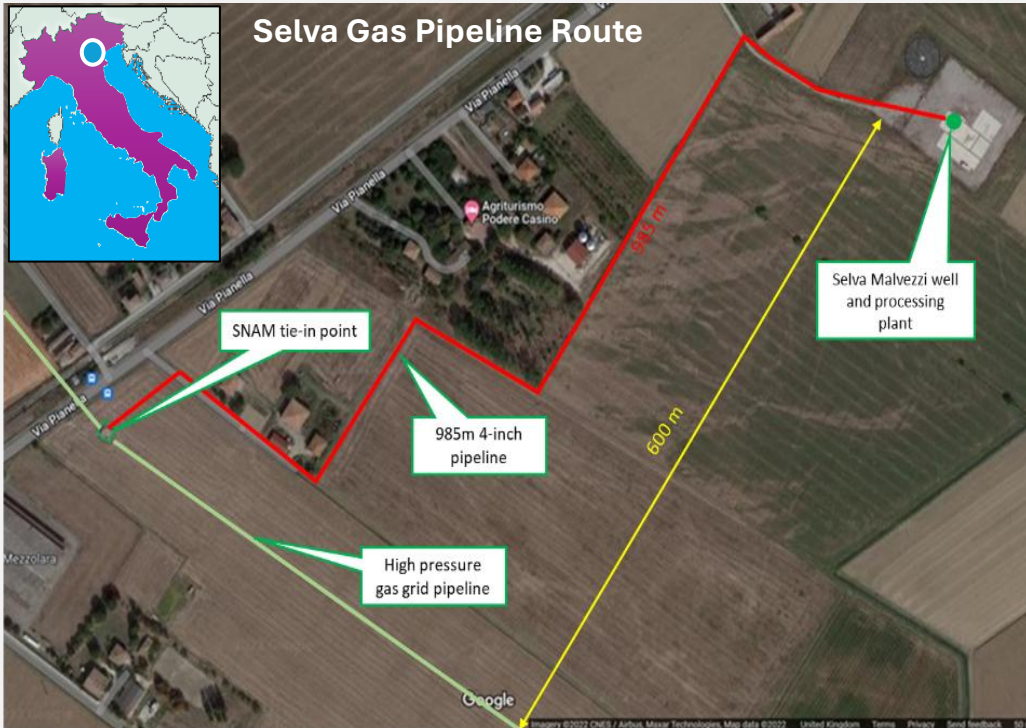 Selva Gas Pipeline Route
Via Pianella
Via Pianella
Agriturismo
Podere Casino
985 m
Selva Malvezzi well
and processing
plant
Via Pianella
SNAM tie-in point
Via Pianella
985m 4-inch
pipeline
600 m
Mezzolara
High pressure
gas grid pipeline
Google
Imagery ©2022 CNES / Airbus, Maxar Technologies, Map data ©2022 United Kingdom Terms Privacy Send feedback 50